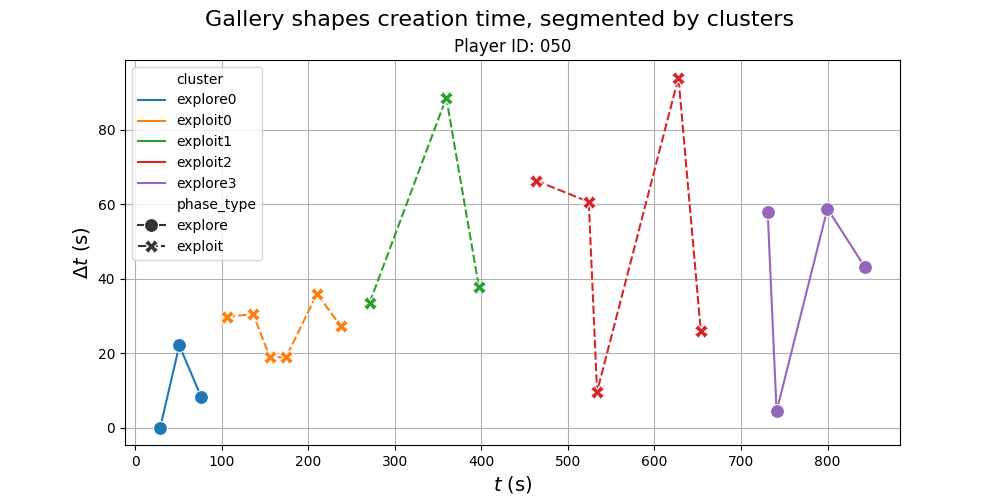 Gallery shapes creation time, segmented by clusters
Player ID: 050
cluster
explore0
exploit0
exploit1
exploit2
explore3
phase_type
explore
exploit
Δt (s)
80
60
40
20
0
0 100 200 300 400 500 600 700 800
t (s)